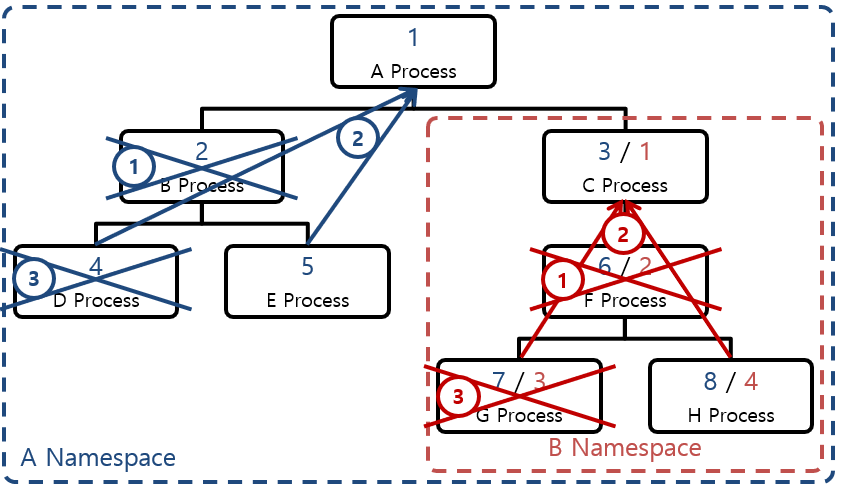 1
A Process
2
1
2
B Process
3 / 1
C Process
2
3
4
D Process
5
E Process
1
6 / 2
F Process
3
7 / 3
G Process
8 / 4
H Process
B Namespace
A Namespace